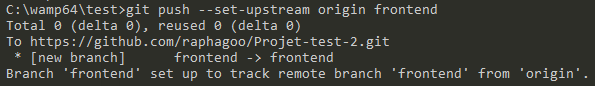 C:\wamp64\test>git push --set-upstream origin frontend
Total 0 (delta 0), reused 0 (delta 0)
To https://github.com/raphagoo/Projet-test-2.git
 * [new branch]      frontend -> frontend
Branch 'frontend' set up to track remote branch 'frontend' from 'origin'.